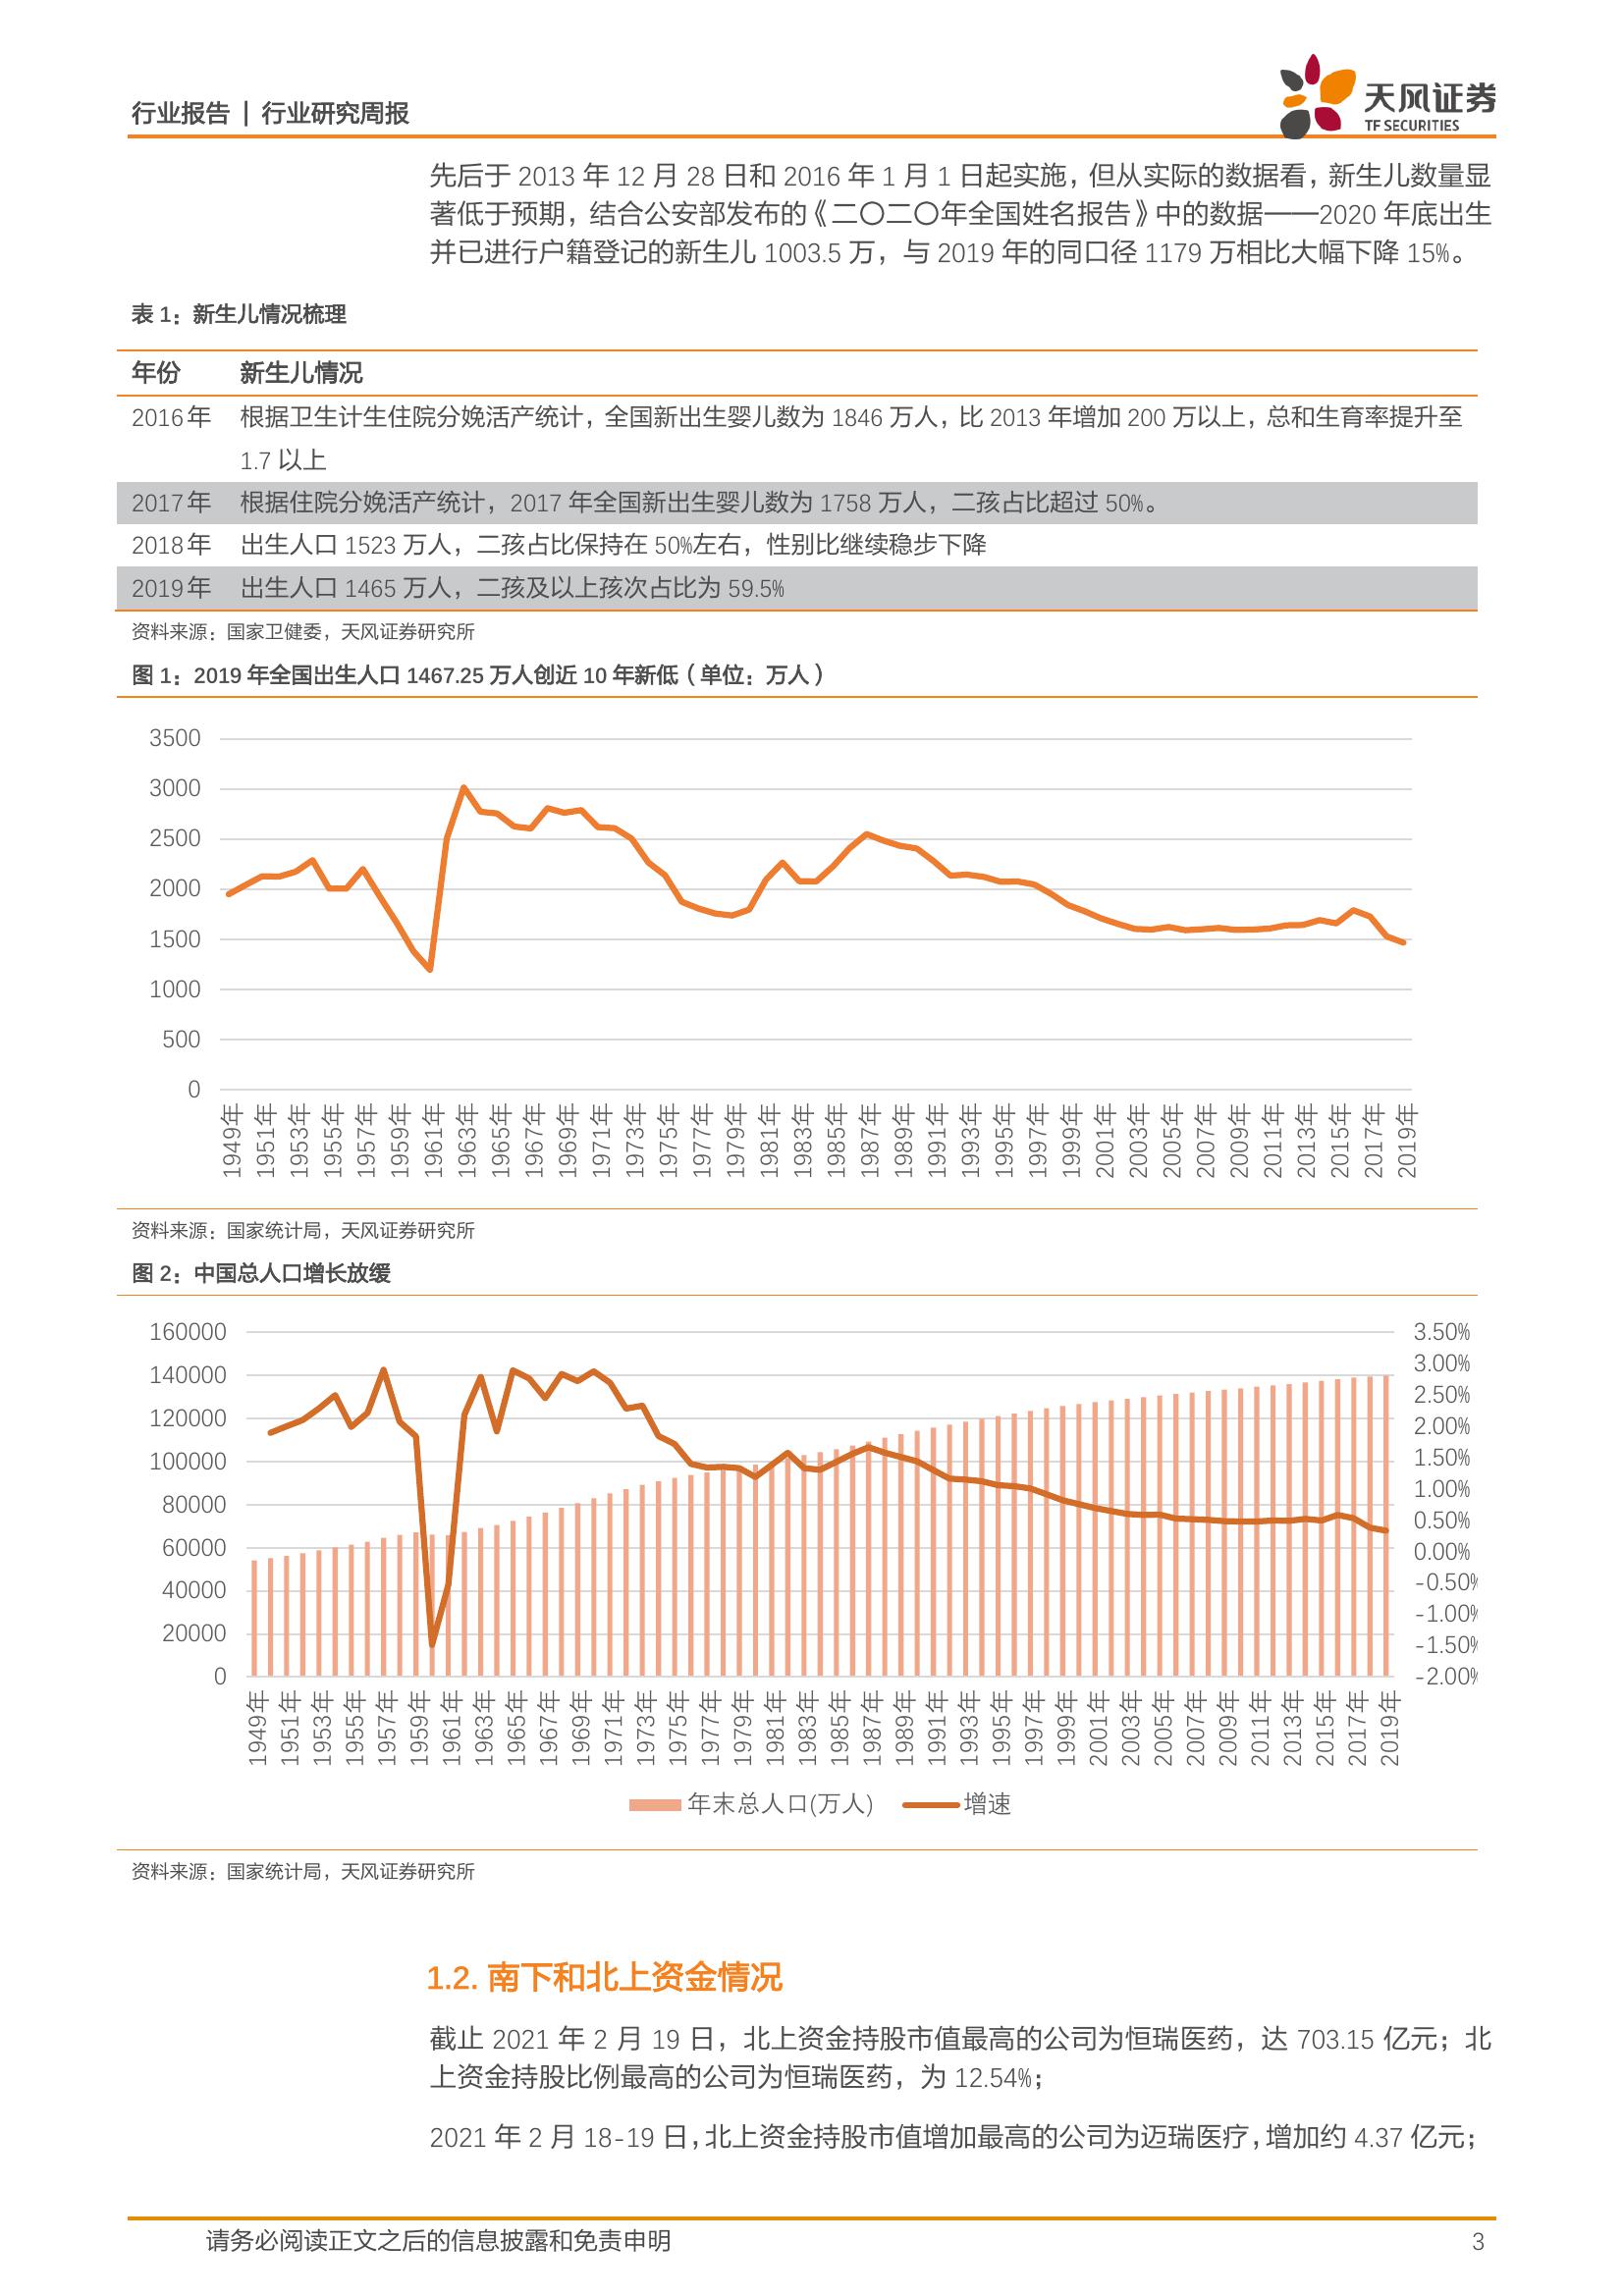 行业报告 | 行业研究周报
天风证券
TF SECURITIES
先后于 2013 年 12 月 28 日和 2016 年 1 月 1 日起实施，但从实际的数据看，新生儿数量显
著低于预期，结合公安部发布的《二〇二〇年全国姓名报告》中的数据——2020 年底出生
并已进行户籍登记的新生儿 1003.5 万，与 2019 年的同口径 1179 万相比大幅下降 15%。
表 1：新生儿情况梳理
年份 新生儿情况
2016年 根据卫生计生住院分娩活产统计，全国新出生婴儿数为 1846 万人，比 2013 年增加 200 万以上，总和生育率提升至
1.7 以上
2017年 根据住院分娩活产统计，2017 年全国新出生婴儿数为 1758 万人，二孩占比超过 50%。
2018年 出生人口 1523 万人，二孩占比保持在 50%左右，性别比继续稳步下降
2019年 出生人口 1465 万人，二孩及以上孩次占比为 59.5%
资料来源：国家卫健委，天风证券研究所
图 1：2019 年全国出生人口 1467.25 万人创近 10 年新低（单位：万人）
3500
3000
2500
2000
1500
1000
500
0
1949年 1951年 1953年 1955年 1957年 1959年 1961年 1963年 1965年 1967年 1969年 1971年 1973年 1975年 1977年 1979年 1981年 1983年 1985年 1987年 1989年 1991年 1993年 1995年 1997年 1999年 2001年 2003年 2005年 2007年 2009年 2011年 2013年 2015年 2017年 2019年
资料来源：国家统计局，天风证券研究所
图 2：中国总人口增长放缓
160000
140000
120000
100000
80000
60000
40000
20000
0
3.50%
3.00%
2.50%
2.00%
1.50%
1.00%
0.50%
0.00%
-0.50%
-1.00%
-1.50%
-2.00%
1949年 1951年 1953年 1955年 1957年 1959年 1961年 1963年 1965年 1967年 1969年 1971年 1973年 1975年 1977年 1979年 1981年 1983年 1985年 1987年 1989年 1991年 1993年 1995年 1997年 1999年 2001年 2003年 2005年 2007年 2009年 2011年 2013年 2015年 2017年 2019年
年末总人口(万人) 增速
资料来源：国家统计局，天风证券研究所
1.2. 南下和北上资金情况
截止 2021 年 2 月 19 日，北上资金持股市值最高的公司为恒瑞医药，达 703.15 亿元；北
上资金持股比例最高的公司为恒瑞医药，为 12.54%；
2021 年 2 月 18-19 日，北上资金持股市值增加最高的公司为迈瑞医疗，增加约 4.37 亿元；
请务必阅读正文之后的信息披露和免责申明 3